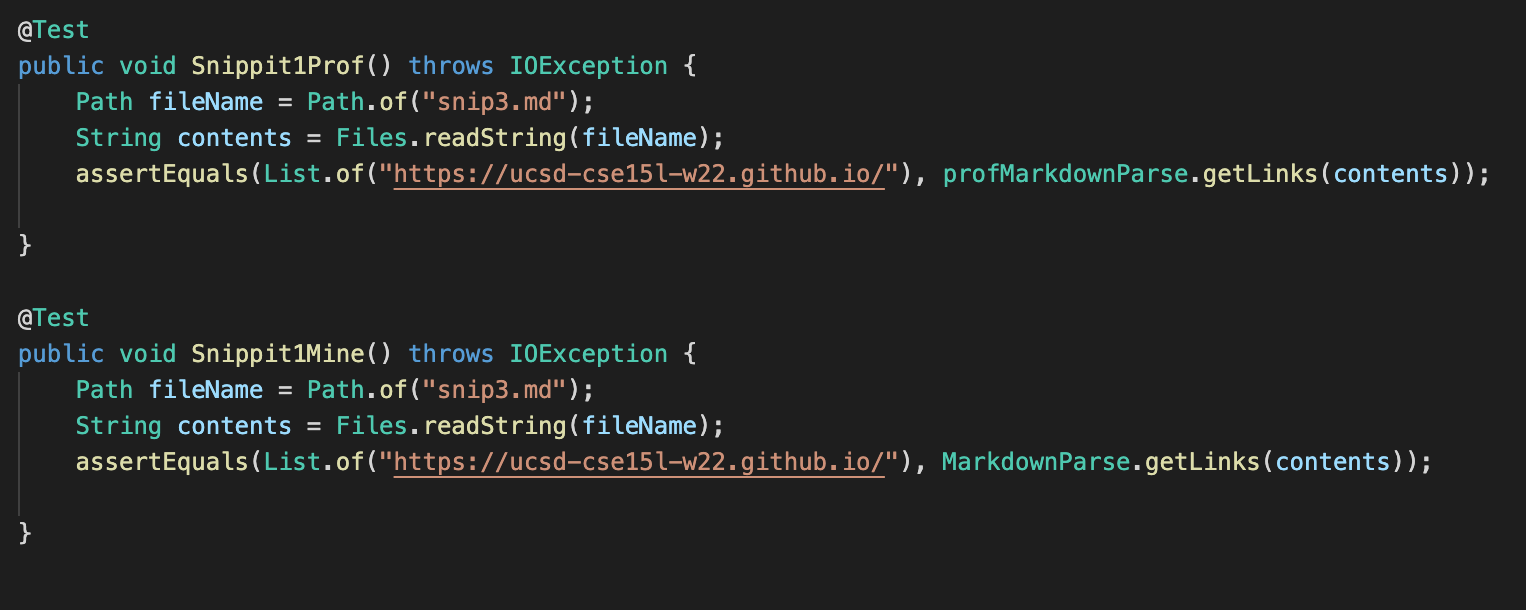 @Test
public void Snippit1Prof() throws IOException {
    Path fileName = Path.of("snip3.md");
    String contents = Files.readString(fileName);
    assertEquals(List.of("https://ucsd-cse15l-w22.github.io/"), profMarkdownParse.getLinks(contents));
}
@Test
public void Snippit1Mine() throws IOException {
    Path fileName = Path.of("snip3.md");
    String contents = Files.readString(fileName);
    assertEquals(List.of("https://ucsd-cse15l-w22.github.io/"), MarkdownParse.getLinks(contents));
}